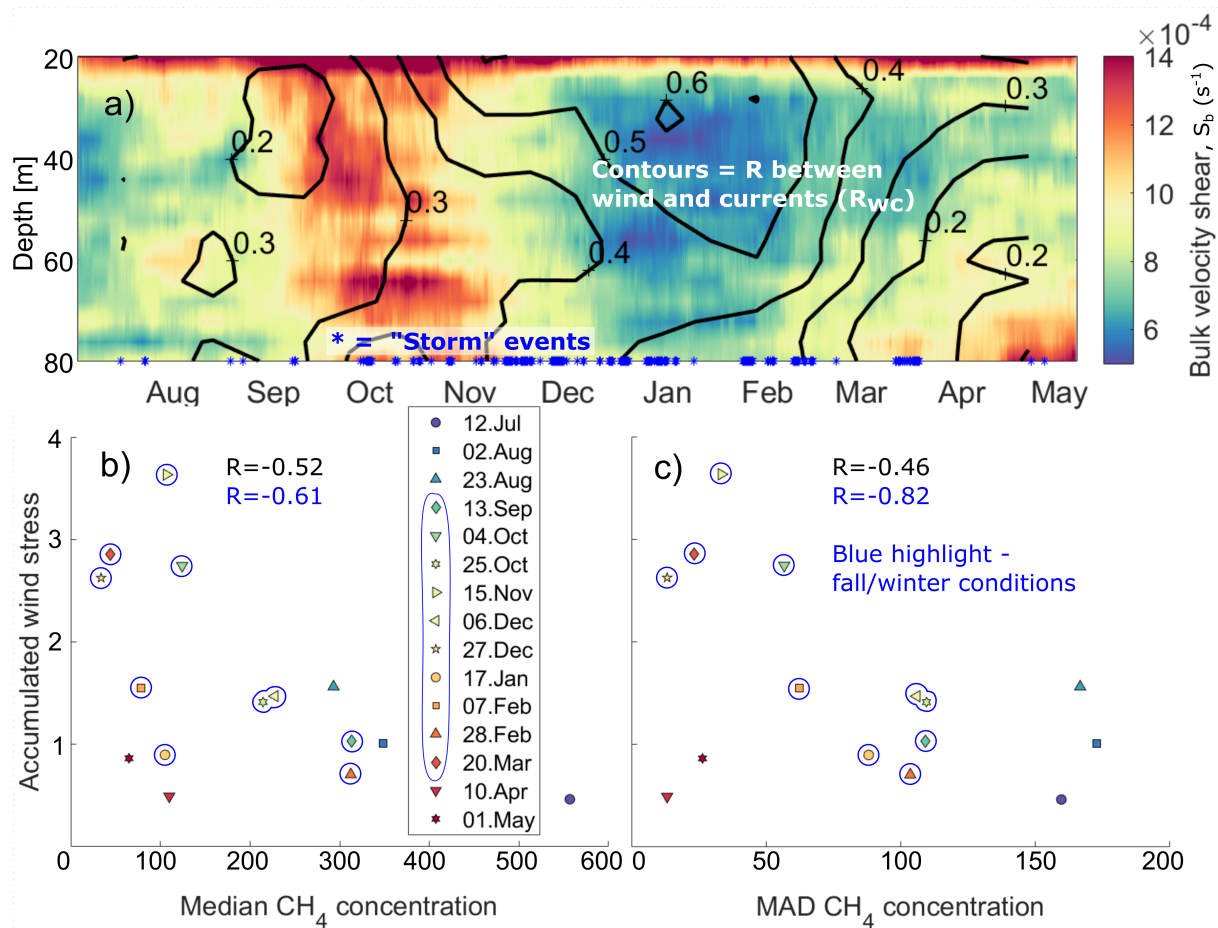 ×10⁻⁴
20
40
60
80
Depth [m]
a)
0.2
0.3
0.3
0.4
0.5
0.6
0.4
0.3
0.2
0.2
Contours = R between
wind and currents (RWC)
* = "Storm" events
Aug Sep Oct Nov Dec Jan Feb Mar Apr May
14
12
10
8
6
Bulk velocity shear, Sb (s⁻¹)
b)
R=-0.52
R=-0.61
4
3
2
1
0
Accumulated wind stress
0 100 200 300 400 500 600
Median CH₄ concentration
12.Jul
02.Aug
23.Aug
13.Sep
04.Oct
25.Oct
15.Nov
06.Dec
27.Dec
17.Jan
07.Feb
28.Feb
20.Mar
10.Apr
01.May
c)
R=-0.46
R=-0.82
Blue highlight -
fall/winter conditions
0 50 100 150 200
MAD CH₄ concentration